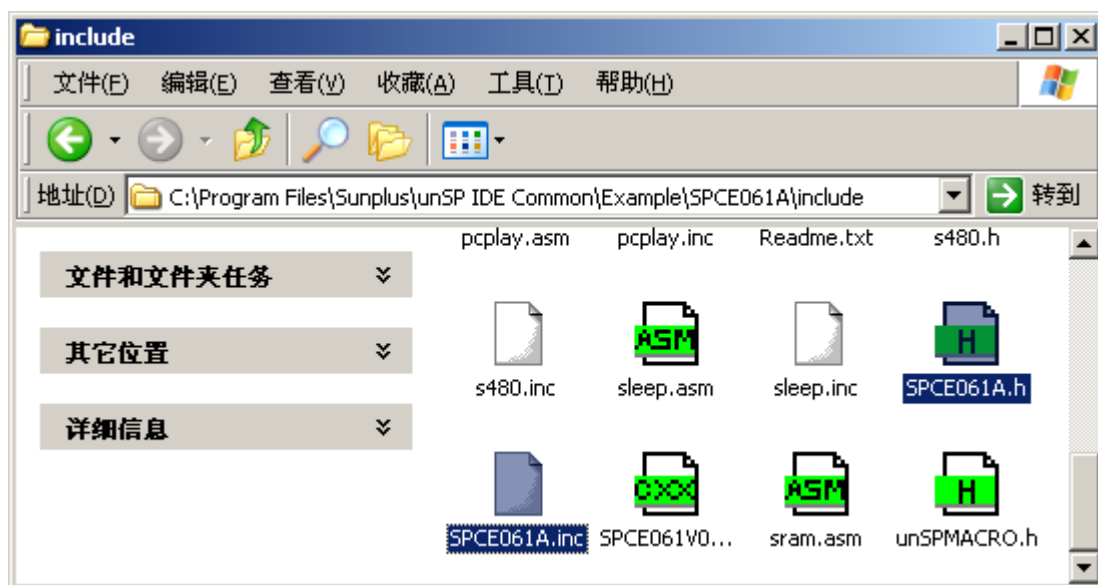 include
文件(F) 编辑(E) 查看(V) 收藏(A) 工具(T) 帮助(H)
地址(D) C:\Program Files\Sunplus\unSP IDE Common\Example\SPCE061A\include 转到
pcplay.asm pcplay.inc Readme.txt s480.h
文件和文件夹任务
其它位置
详细信息
ASM H
s480.inc sleep.asm sleep.inc SPCE061A.h
CXX ASM H
SPCE061A.inc SPCE061V0... sram.asm unSPMACRO.h